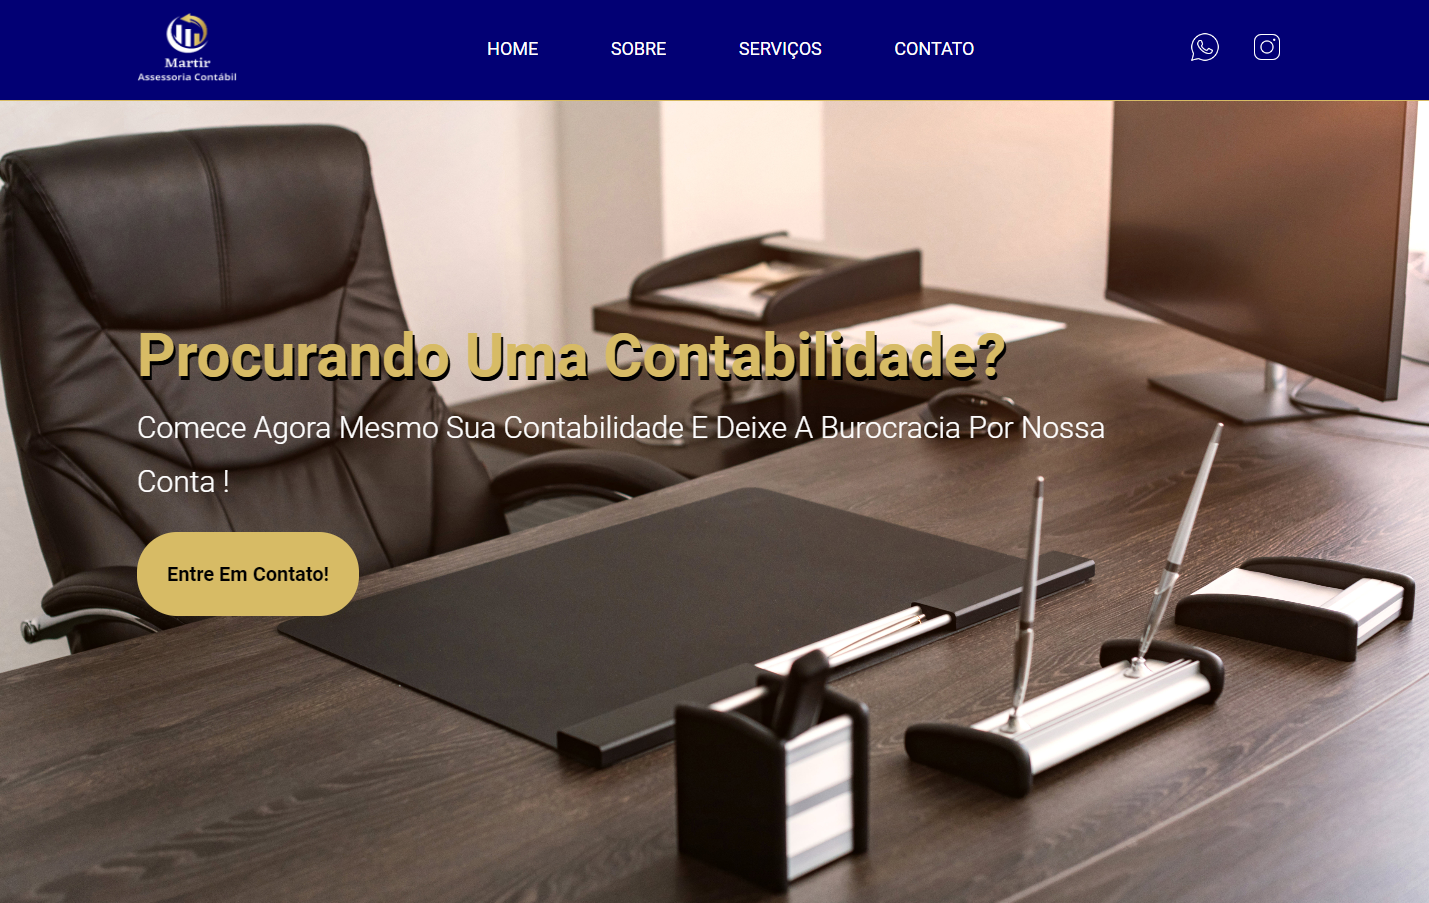 Martir
Assessoria Contábil
HOME
SOBRE
SERVIÇOS
CONTATO
Procurando Uma Contabilidade?
Comece Agora Mesmo Sua Contabilidade E Deixe A Burocracia Por Nossa
Conta !
Entre Em Contato!